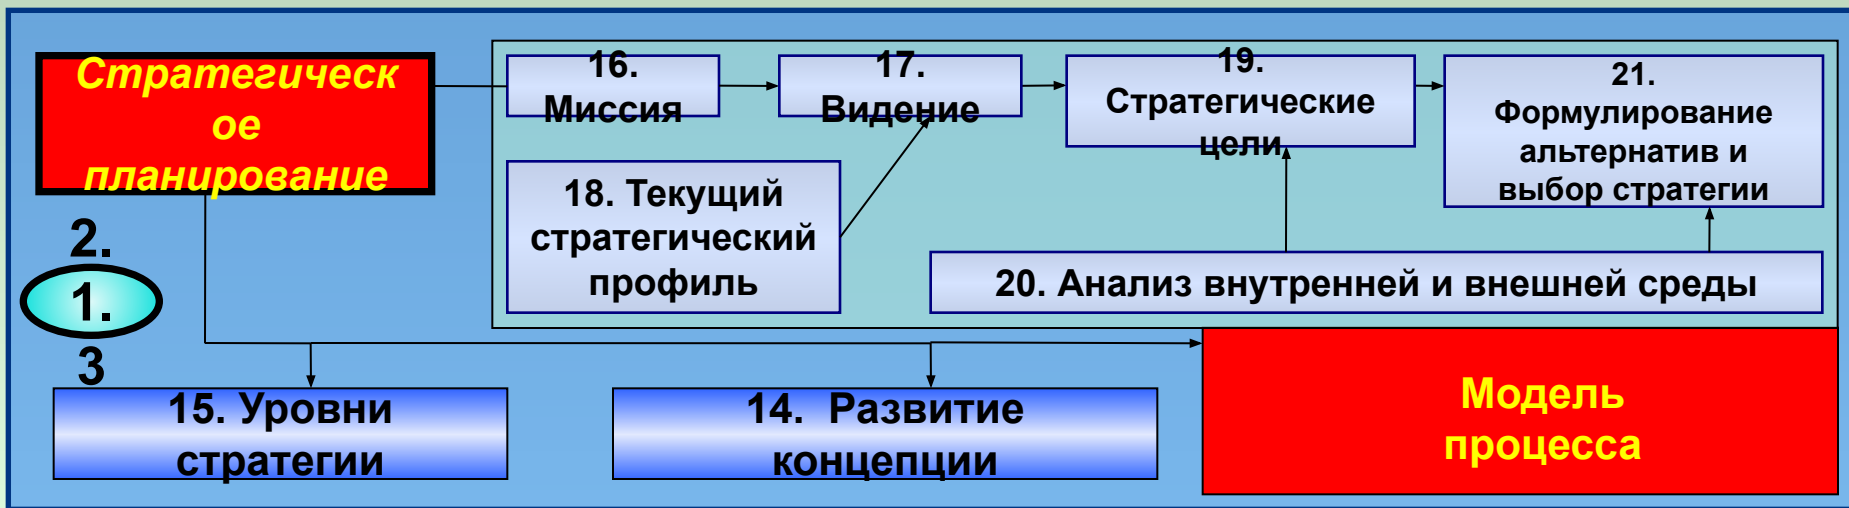 Стратегическ
ое
планирование
16.
Миссия
17.
Видение
19.
Стратегические
цели
21.
Формулирование
альтернатив и
выбор стратегии
18. Текущий
стратегический
профиль
20. Анализ внутренней и внешней среды
2.
1.
3
15. Уровни
стратегии
14. Развитие
концепции
Модель
процесса